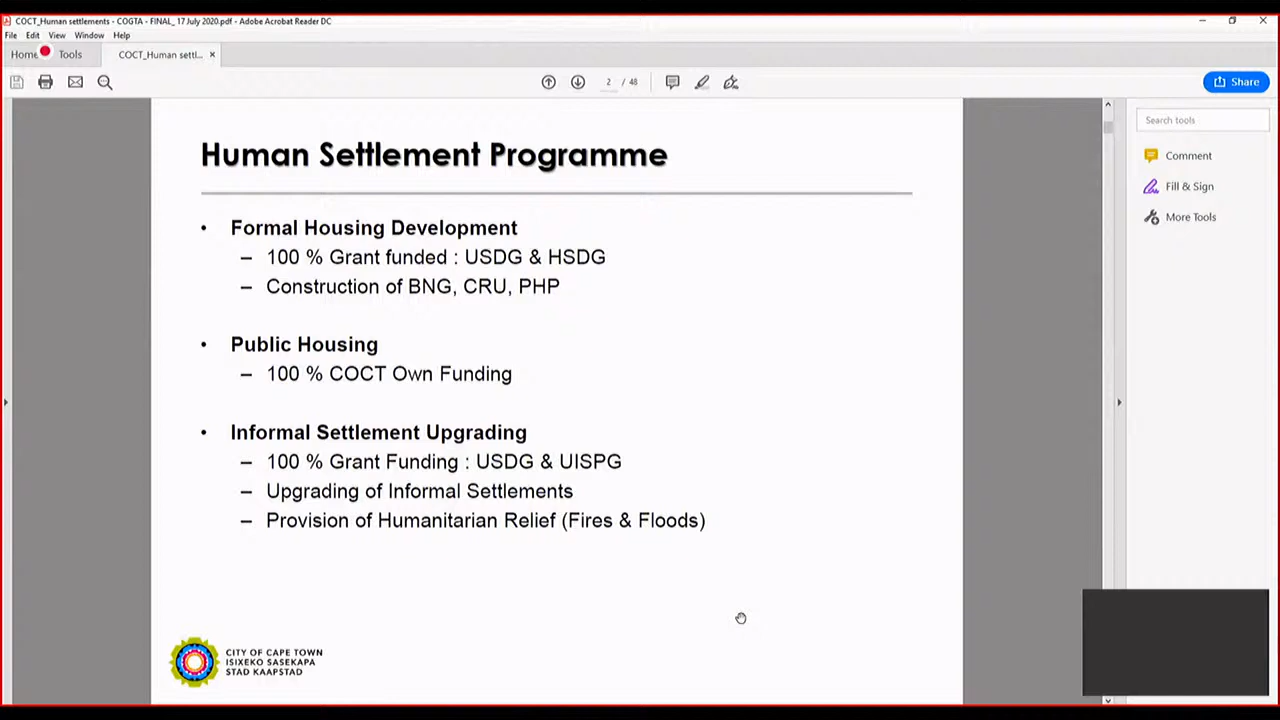 COCT_Human settlements - COGTA - FINAL_ 17 July 2020.pdf - Adobe Acrobat Reader DC
File Edit View Window Help
Home Tools COCT_Human settl... ×
2 / 48
Share
Search tools
Comment
Fill & Sign
More Tools
Human Settlement Programme
• Formal Housing Development
– 100 % Grant funded : USDG & HSDG
– Construction of BNG, CRU, PHP
• Public Housing
– 100 % COCT Own Funding
• Informal Settlement Upgrading
– 100 % Grant Funding : USDG & UISPG
– Upgrading of Informal Settlements
– Provision of Humanitarian Relief (Fires & Floods)
CITY OF CAPE TOWN
ISIXEKO SASEKAPA
STAD KAAPSTAD